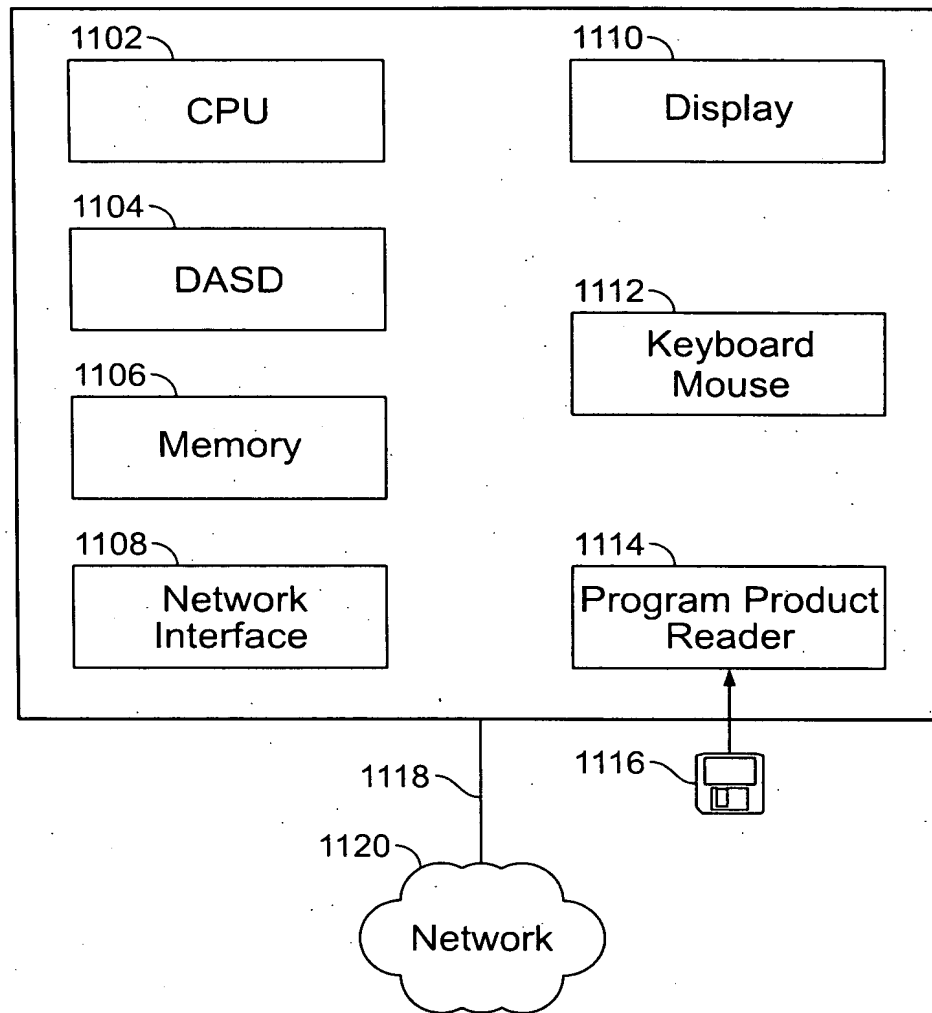 1102
CPU
1104
DASD
1106
Memory
1108
Network
Interface
1110
Display
1112
Keyboard
Mouse
1114
Program Product
Reader
1116
1118
1120
Network